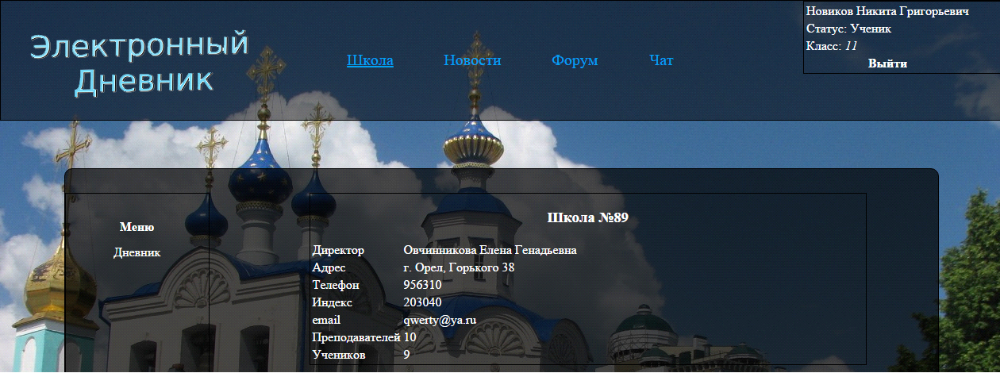 Электронный
Дневник
Школа Новости Форум Чат
Новиков Никита Григорьевич
Статус: Ученик
Класс: 11
Выйти
Меню
Дневник
Школа №89
Директор Овчинникова Елена Генадьевна
Адрес г. Орел, Горького 38
Телефон 956310
Индекс 203040
email qwerty@ya.ru
Преподавателей 10
Учеников 9